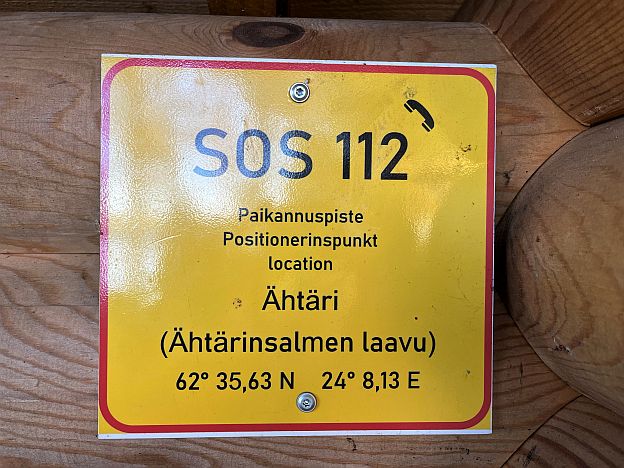 SOS 112
Paikannuspiste
Positionerinspunkt
location
Ähtäri
(Ähtärinsalmen laavu)
62° 35,63 N 24° 8,13 E